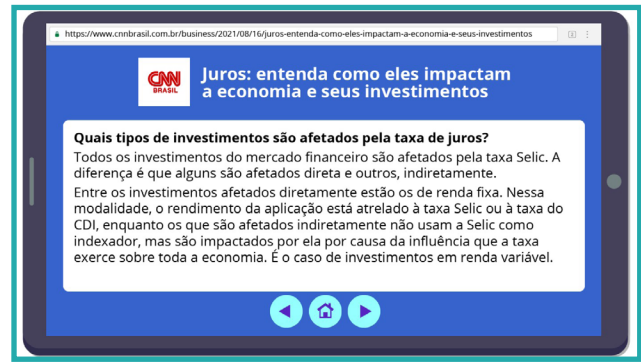 https://www.cnnbrasil.com.br/business/2021/08/16/juros-entenda-como-eles-impactam-a-economia-e-seus-investimentos
CNN
BRASIL
Juros: entenda como eles impactam
a economia e seus investimentos
Quais tipos de investimentos são afetados pela taxa de juros?
Todos os investimentos do mercado financeiro são afetados pela taxa Selic. A
diferença é que alguns são afetados direta e outros, indiretamente.
Entre os investimentos afetados diretamente estão os de renda fixa. Nessa
modalidade, o rendimento da aplicação está atrelado à taxa Selic ou à taxa do
CDI, enquanto os que são afetados indiretamente não usam a Selic como
indexador, mas são impactados por ela por causa da influência que a taxa
exerce sobre toda a economia. É o caso de investimentos em renda variável.